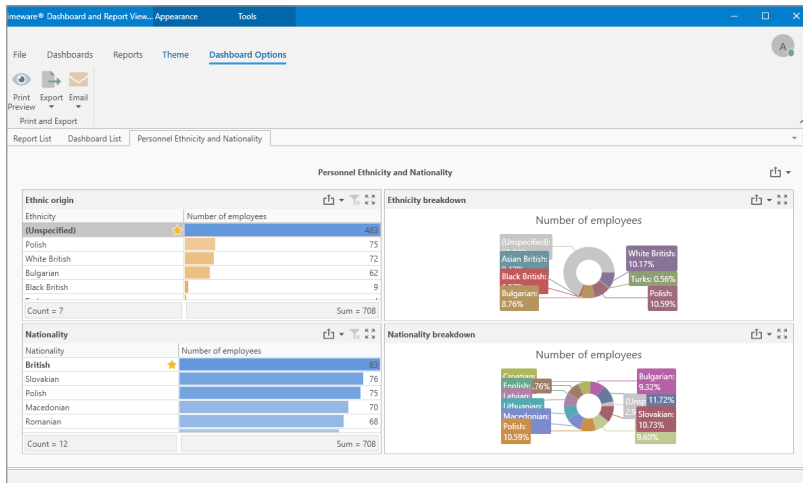 imeware® Dashboard and Report View... Appearance Tools
A
File Dashboards Reports Theme Dashboard Options
Print Preview Export Email
Print and Export
Report List Dashboard List Personnel Ethnicity and Nationality
Personnel Ethnicity and Nationality
Ethnic origin
Ethnicity Number of employees
(Unspecified) 483
Polish 75
White British 72
Bulgarian 62
Black British 9
Count = 7 Sum = 708
Ethnicity breakdown
Number of employees
(Unspecified):
Asian British:
Black British:
Bulgarian:
8.76%
White British:
10.17%
Turks: 0.56%
Polish:
10.59%
Nationality
Nationality Number of employees
British 83
Slovakian 76
Polish 75
Macedonian 70
Romanian 68
Count = 12 Sum = 708
Nationality breakdown
Number of employees
Croatian:
English: .76%
Latvian:
Lithuanian:
Macedonian:
Polish:
10.59%
Bulgarian:
9.32%
(Unsp 11.72%
2.9
Slovakian:
10.73%
9.60%